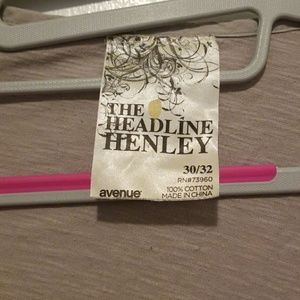 THE
HEADLINE
HENLEY
30/32
RN#73960
avenue®
100% COTTON
MADE IN CHINA